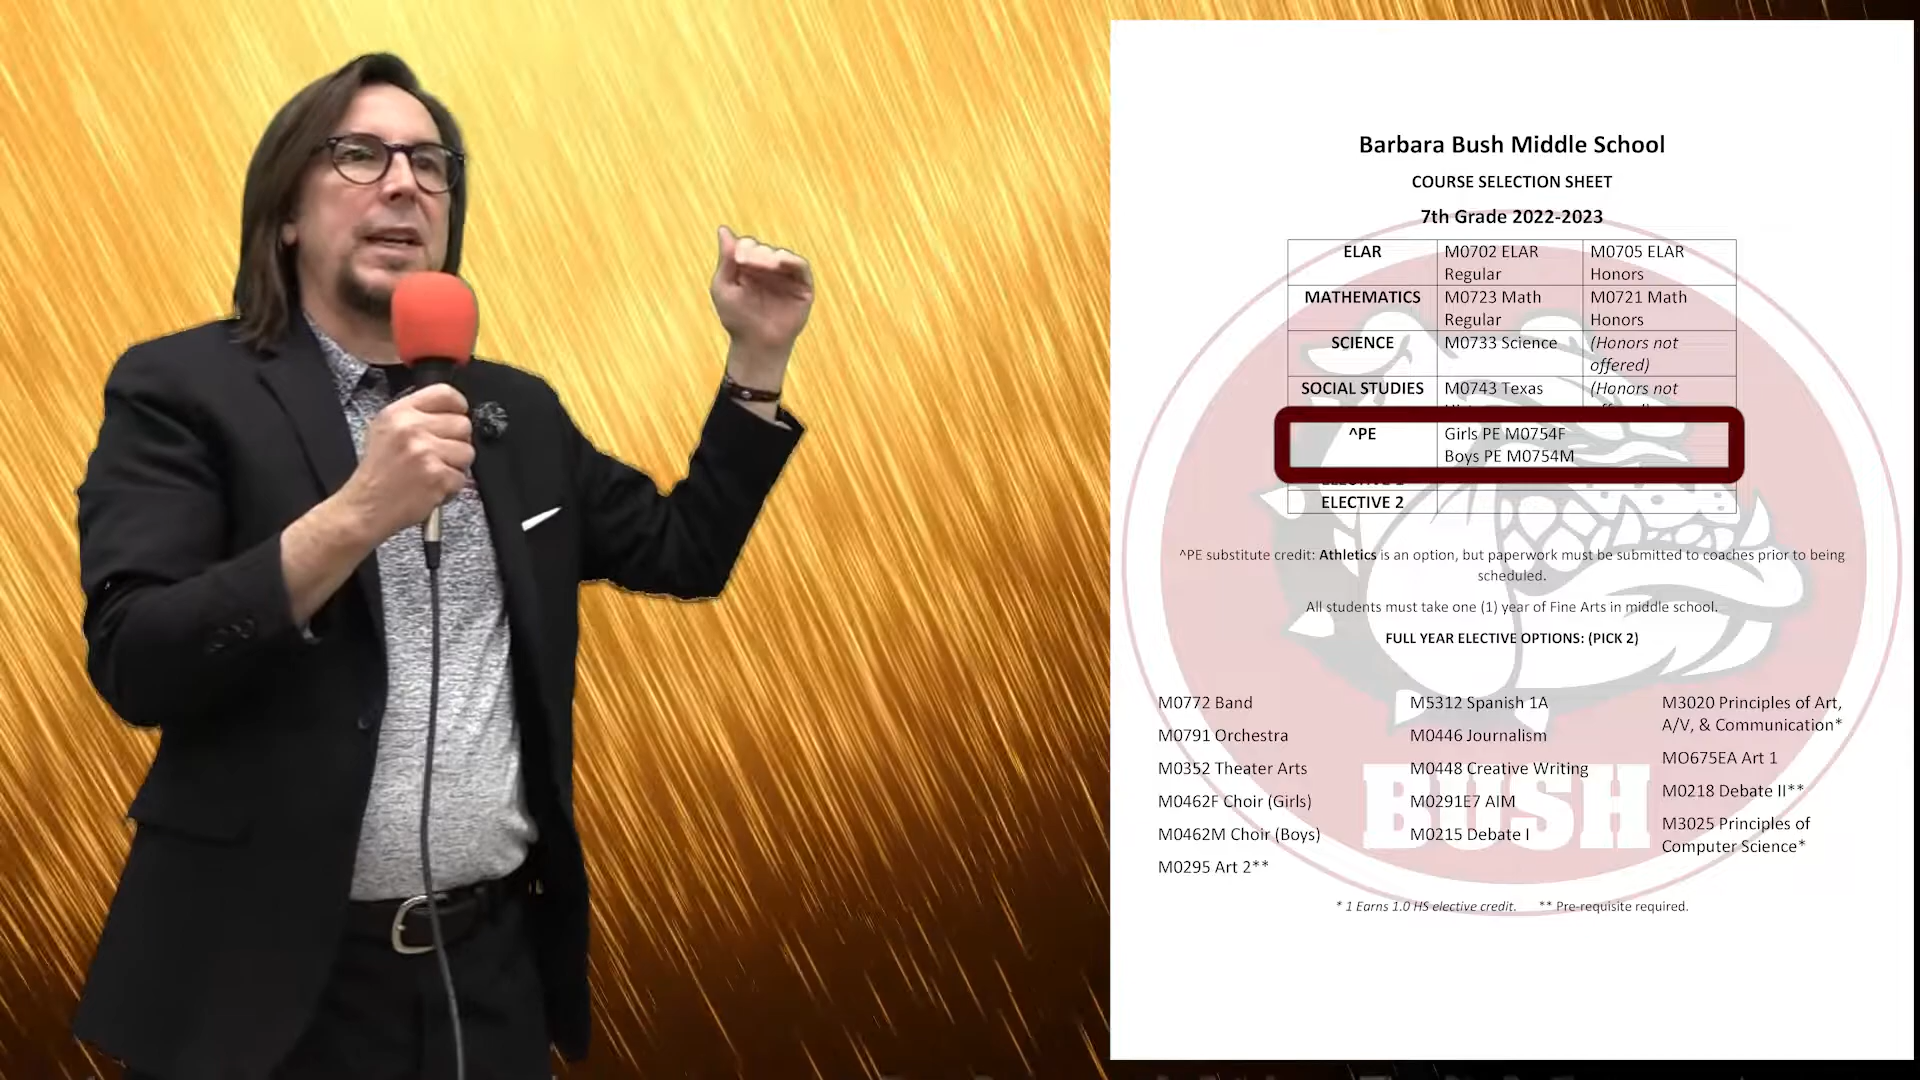 Barbara Bush Middle School
COURSE SELECTION SHEET
7th Grade 2022-2023
ELAR M0702 ELAR M0705 ELAR
Regular Honors
MATHEMATICS M0723 Math M0721 Math
Regular Honors
SCIENCE M0733 Science (Honors not
offered)
SOCIAL STUDIES M0743 Texas (Honors not
^PE Girls PE M0754F
Boys PE M0754M
ELECTIVE 2
^PE substitute credit: Athletics is an option, but paperwork must be submitted to coaches prior to being
scheduled.
All students must take one (1) year of Fine Arts in middle school.
FULL YEAR ELECTIVE OPTIONS: (PICK 2)
M0772 Band
M0791 Orchestra
M0352 Theater Arts
M0462F Choir (Girls)
M0462M Choir (Boys)
M0295 Art 2**
M5312 Spanish 1A
M0446 Journalism
M0448 Creative Writing
M0291E7 AIM
M0215 Debate I
M3020 Principles of Art,
A/V, & Communication*
MO675EA Art 1
M0218 Debate II**
M3025 Principles of
Computer Science*
BUSH
* 1 Earns 1.0 HS elective credit. ** Pre-requisite required.